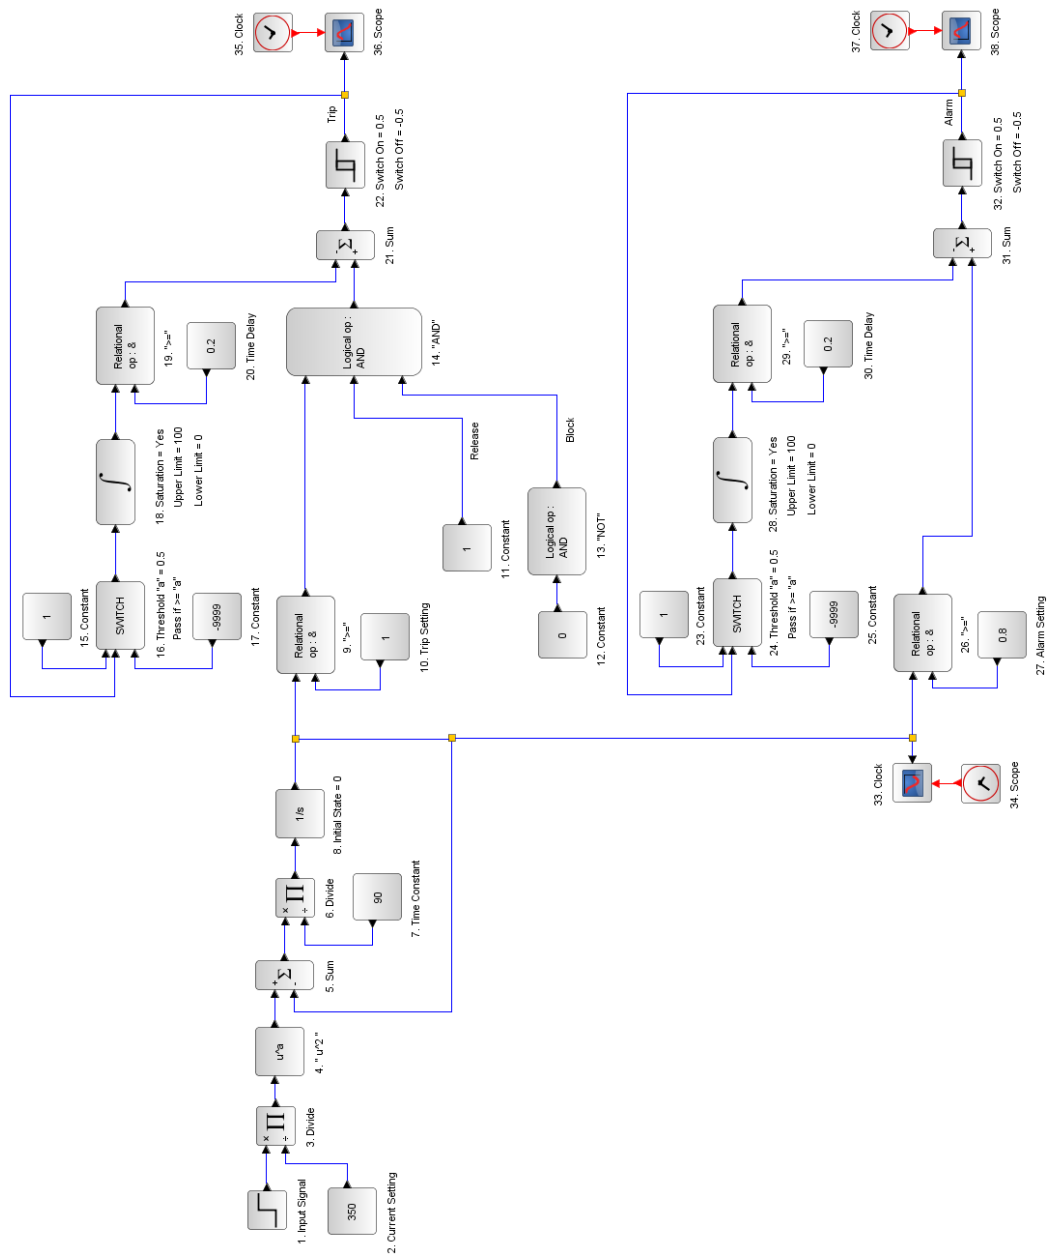 1. Input Signal
350
2. Current Setting
×
÷
∏
3. Divide
u^a
4. " u^2 "
+
-
Σ
5. Sum
×
÷
∏
6. Divide
90
7. Time Constant
1/s
8. Initial State = 0
Relational
op : &
9. ">="
1
10. Trip Setting
1
11. Constant
Release
0
12. Constant
Logical op :
AND
13. "NOT"
Block
Logical op :
AND
14. "AND"
1
15. Constant
SWITCH
16. Threshold "a" = 0.5
Pass if >= "a"
-9999
17. Constant
∫
18. Saturation = Yes
Upper Limit = 100
Lower Limit = 0
Relational
op : &
19. ">="
0.2
20. Time Delay
-
+
Σ
21. Sum
22. Switch On = 0.5
Switch Off = -0.5
Trip
35. Clock
36. Scope
1
23. Constant
SWITCH
24. Threshold "a" = 0.5
Pass if >= "a"
-9999
25. Constant
Relational
op : &
26. ">="
0.8
27. Alarm Setting
∫
28. Saturation = Yes
Upper Limit = 100
Lower Limit = 0
Relational
op : &
29. ">="
0.2
30. Time Delay
-
+
Σ
31. Sum
32. Switch On = 0.5
Switch Off = -0.5
Alarm
33. Clock
34. Scope
37. Clock
38. Scope